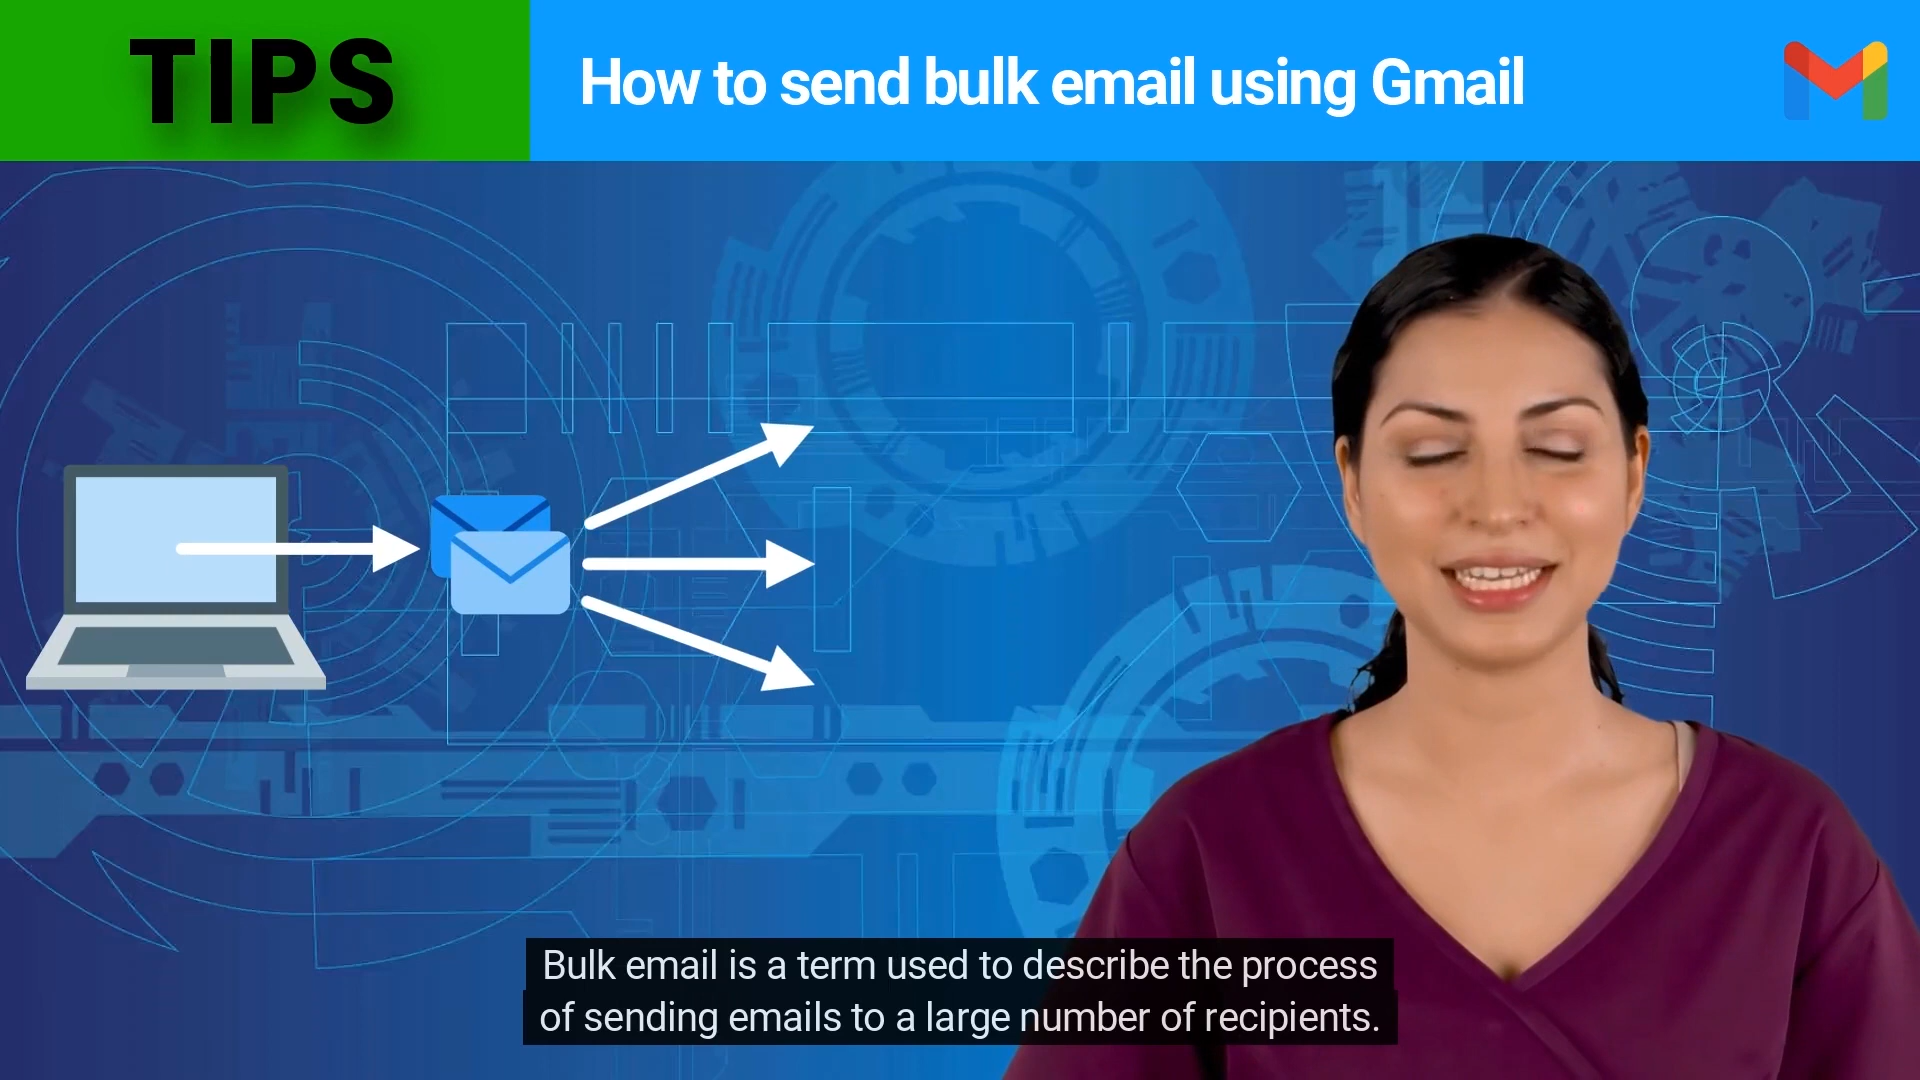 TIPS
How to send bulk email using Gmail
Bulk email is a term used to describe the process
of sending emails to a large number of recipients.